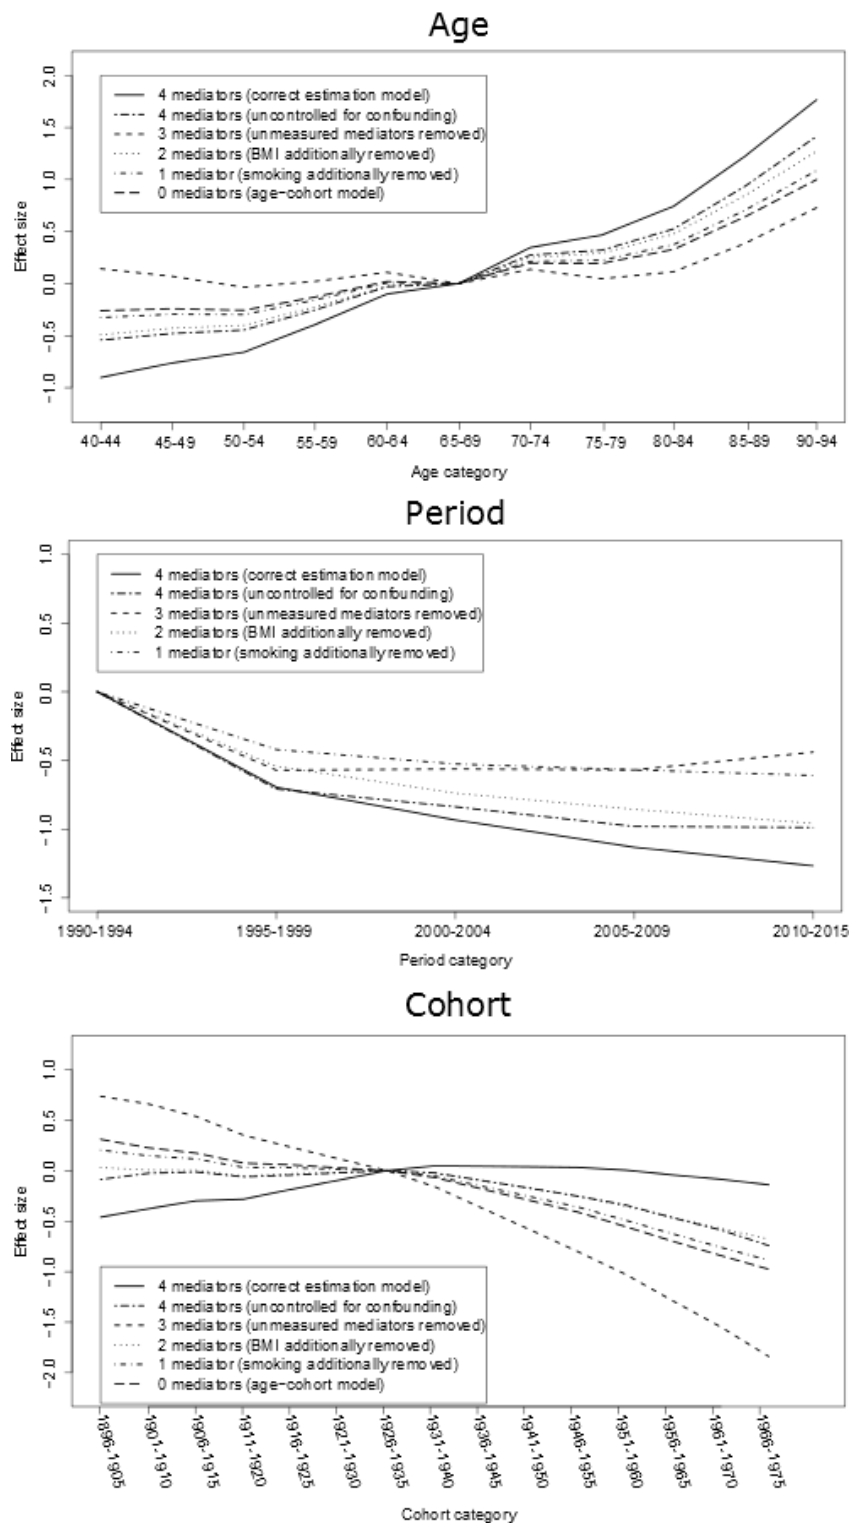 Age
2.0
1.5
1.0
0.5
0.0
−0.5
−1.0
Effect size
4 mediators (correct estimation model)
4 mediators (uncontrolled for confounding)
3 mediators (unmeasured mediators removed)
2 mediators (BMI additionally removed)
1 mediator (smoking additionally removed)
0 mediators (age−cohort model)
40-44 45-49 50-54 55-59 60-64 65-69 70-74 75-79 80-84 85-89 90-94
Age category
Period
1.0
0.5
0.0
−0.5
−1.0
−1.5
Effect size
4 mediators (correct estimation model)
4 mediators (uncontrolled for confounding)
3 mediators (unmeasured mediators removed)
2 mediators (BMI additionally removed)
1 mediator (smoking additionally removed)
1990-1994 1995-1999 2000-2004 2005-2009 2010-2015
Period category
Cohort
1.0
0.5
0.0
−0.5
−1.0
−1.5
−2.0
Effect size
4 mediators (correct estimation model)
4 mediators (uncontrolled for confounding)
3 mediators (unmeasured mediators removed)
2 mediators (BMI additionally removed)
1 mediator (smoking additionally removed)
0 mediators (age−cohort model)
1896-1905
1901-1910
1906-1915
1911-1920
1916-1925
1921-1930
1926-1935
1931-1940
1936-1945
1941-1950
1946-1955
1951-1960
1956-1965
1961-1970
1966-1975
Cohort category